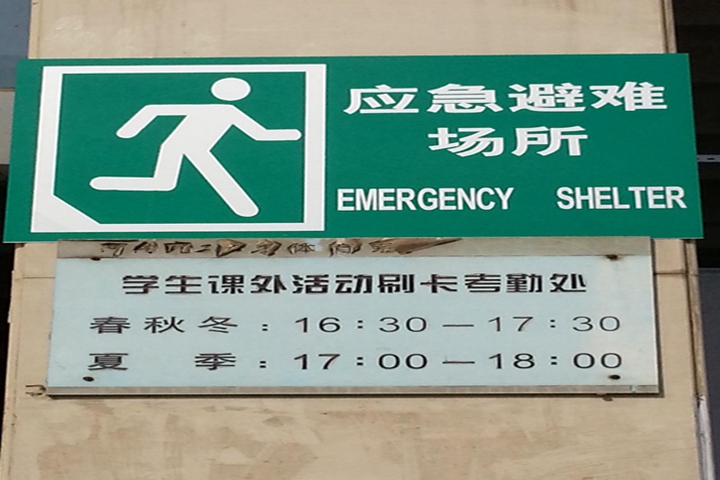 应急避难
场所
EMERGENCY SHELTER
学生课外活动刷卡考勤处
春秋冬：16：30—17：30
夏 季：17：00—18：00